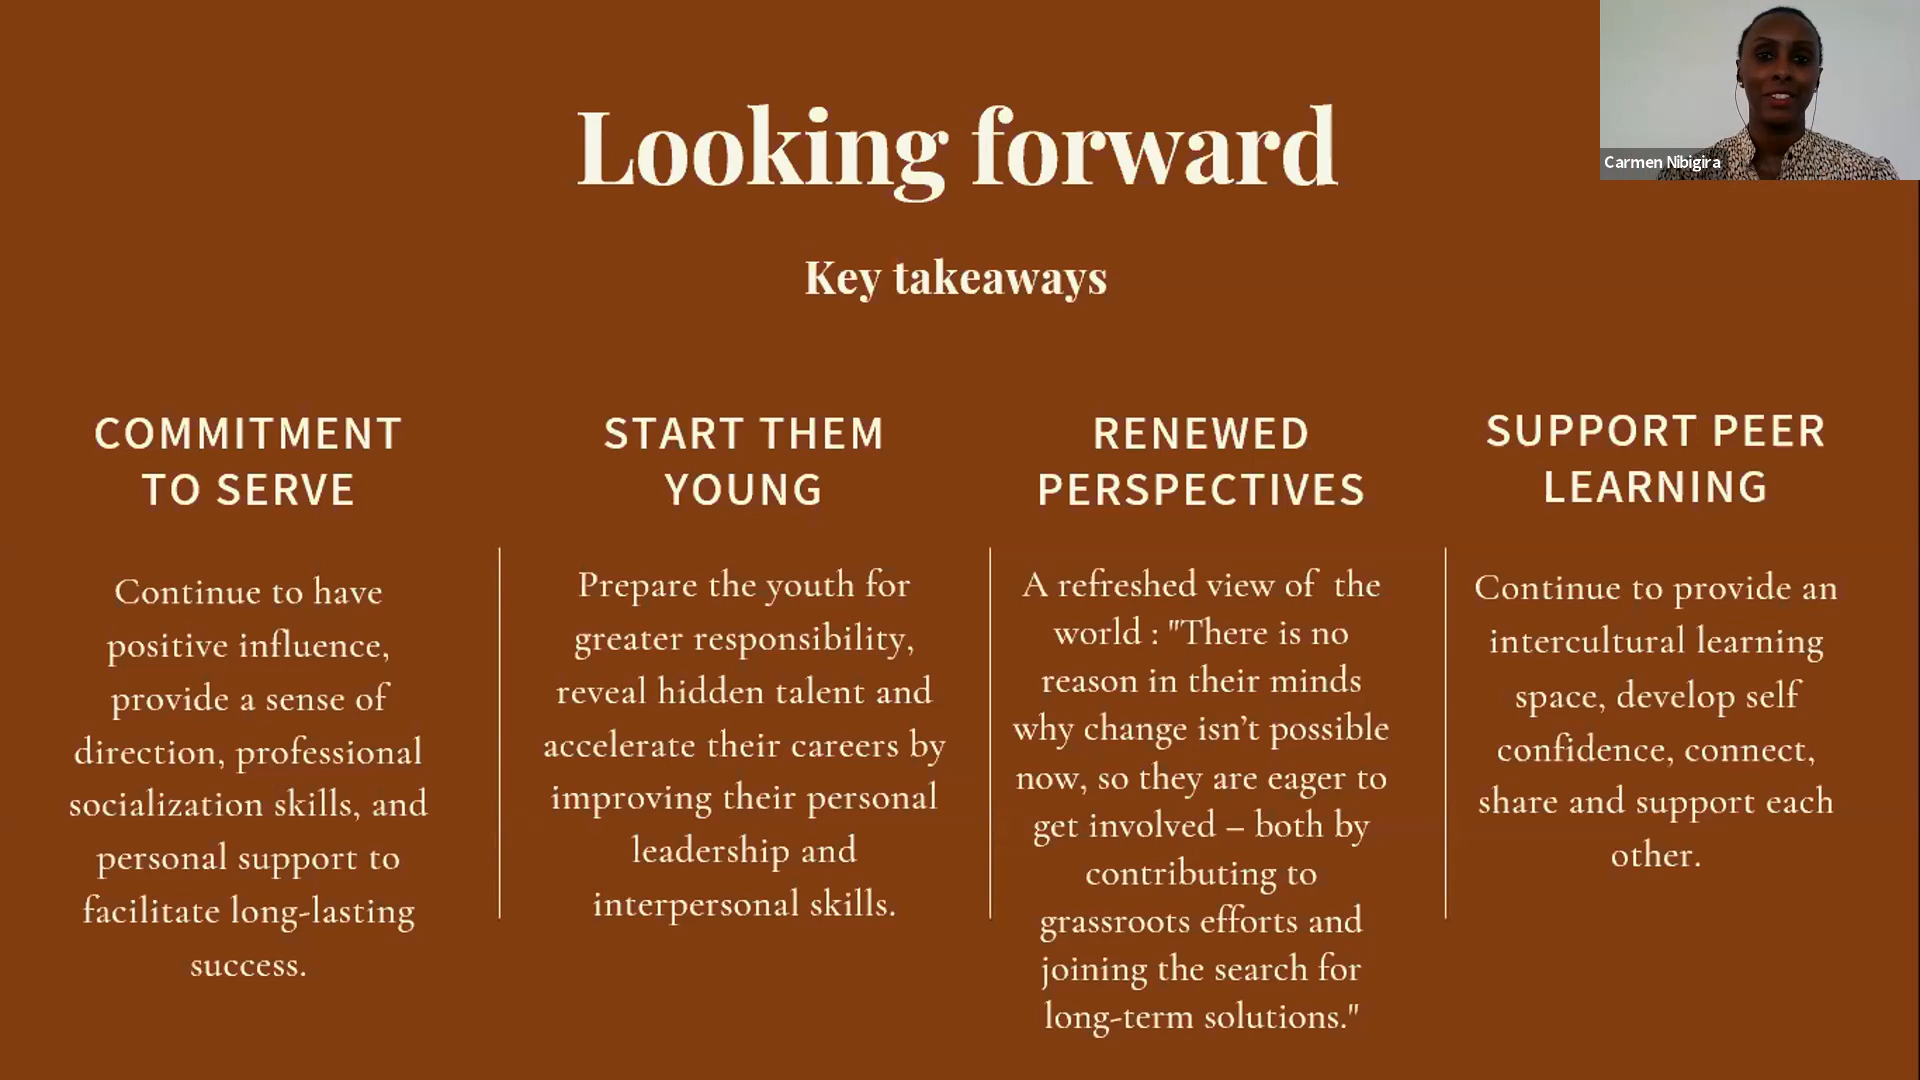 Looking forward
Carmen Nibigira
Key takeaways
COMMITMENT
TO SERVE
Continue to have
positive influence,
provide a sense of
direction, professional
socialization skills, and
personal support to
facilitate long-lasting
success.
START THEM
YOUNG
Prepare the youth for
greater responsibility,
reveal hidden talent and
accelerate their careers by
improving their personal
leadership and
interpersonal skills.
RENEWED
PERSPECTIVES
A refreshed view of  the
world : "There is no
reason in their minds
why change isn’t possible
now, so they are eager to
get involved – both by
contributing to
grassroots efforts and
joining the search for
long-term solutions."
SUPPORT PEER
LEARNING
Continue to provide an
intercultural learning
space, develop self
confidence, connect,
share and support each
other.